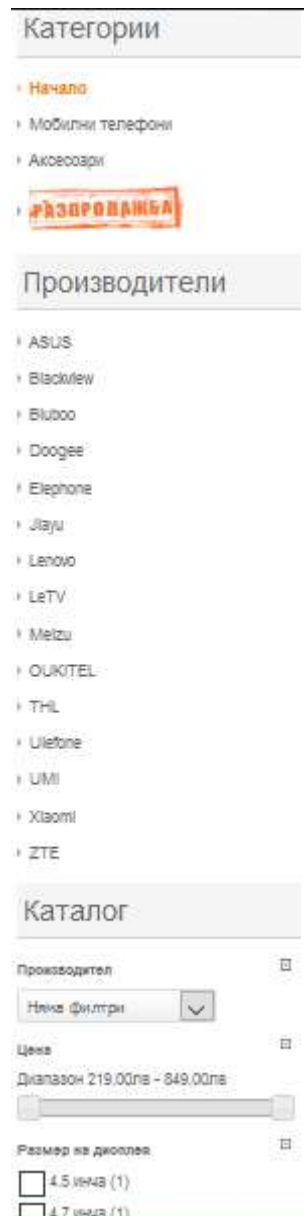 Категории
Начало
Мобилни телефони
Аксесоари
РАЗПРОДАЖБА
Производители
ASUS
Blackview
Bluboo
Doogee
Elephone
Jiayu
Lenovo
LeTV
Meizu
OUKITEL
THL
Ulefone
UMI
Xiaomi
ZTE
Каталог
Производител
Няма филтри
Цена
Диапазон 219.00лв - 849.00лв
Размер на дисплея
4.5 инча (1)
4.7 инча (1)